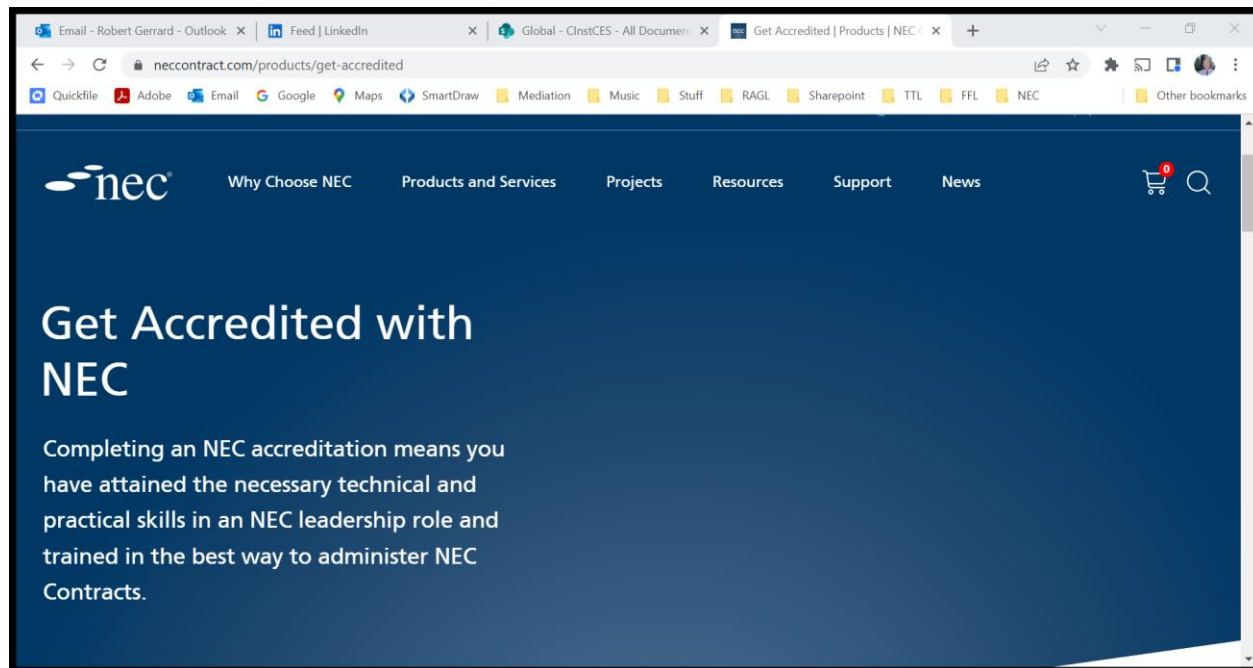 Email - Robert Gerrard - Outlook
Feed | LinkedIn
Global - CInstCES - All Documen
nec
Get Accredited | Products | NEC
neccontract.com/products/get-accredited
Quickfile Adobe Email Google Maps SmartDraw Mediation Music Stuff RAGL Sharepoint TTL FFL NEC Other bookmarks
nec Why Choose NEC Products and Services Projects Resources Support News 0
Get Accredited with
NEC
Completing an NEC accreditation means you
have attained the necessary technical and
practical skills in an NEC leadership role and
trained in the best way to administer NEC
Contracts.